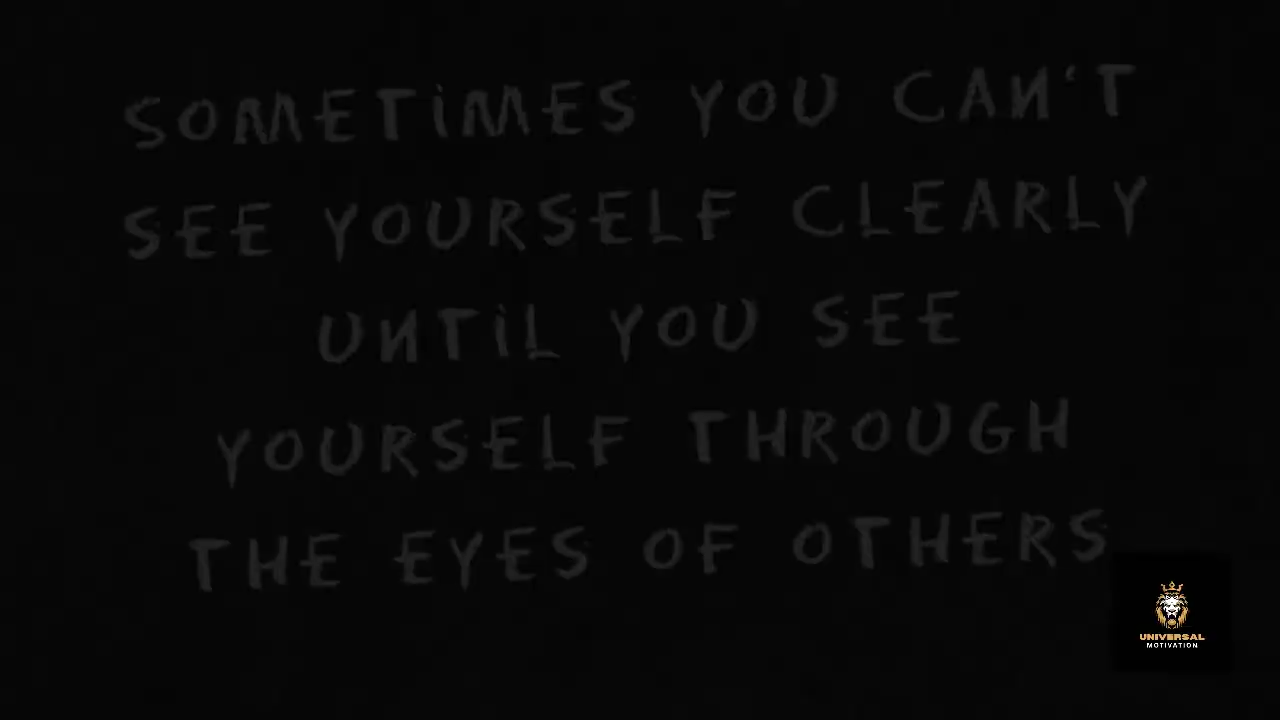 SOMETIMES YOU CAN'T
SEE YOURSELF CLEARLY
UNTIL YOU SEE
YOURSELF THROUGH
THE EYES OF OTHERS
UNIVERSAL
MOTIVATION